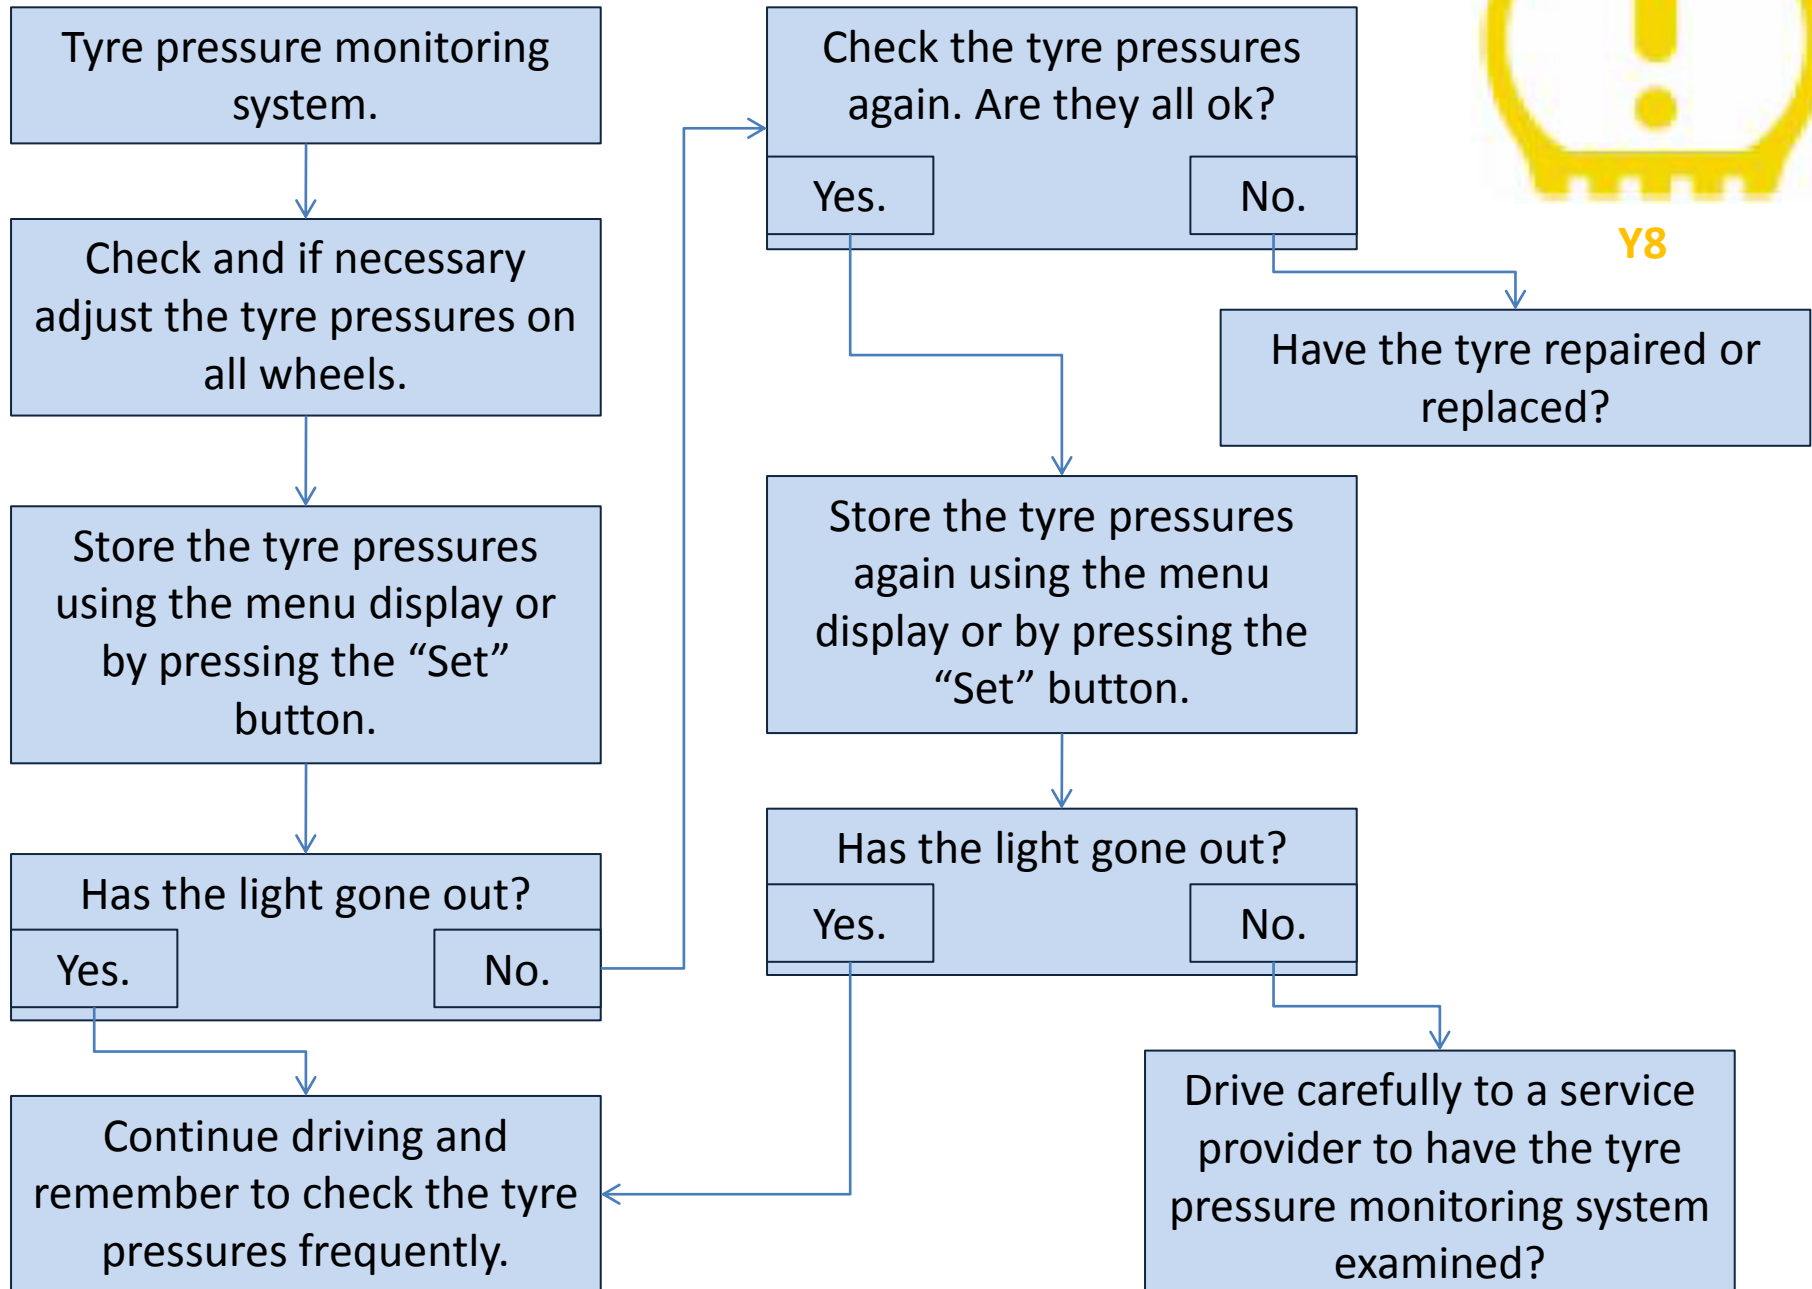 Tyre pressure monitoring
system.
Check and if necessary
adjust the tyre pressures on
all wheels.
Store the tyre pressures
using the menu display or
by pressing the “Set”
button.
Has the light gone out?
Yes.
No.
Continue driving and
remember to check the tyre
pressures frequently.
Check the tyre pressures
again. Are they all ok?
Yes.
No.
Store the tyre pressures
again using the menu
display or by pressing the
“Set” button.
Has the light gone out?
Yes.
No.
Y8
Have the tyre repaired or
replaced?
Drive carefully to a service
provider to have the tyre
pressure monitoring system
examined?